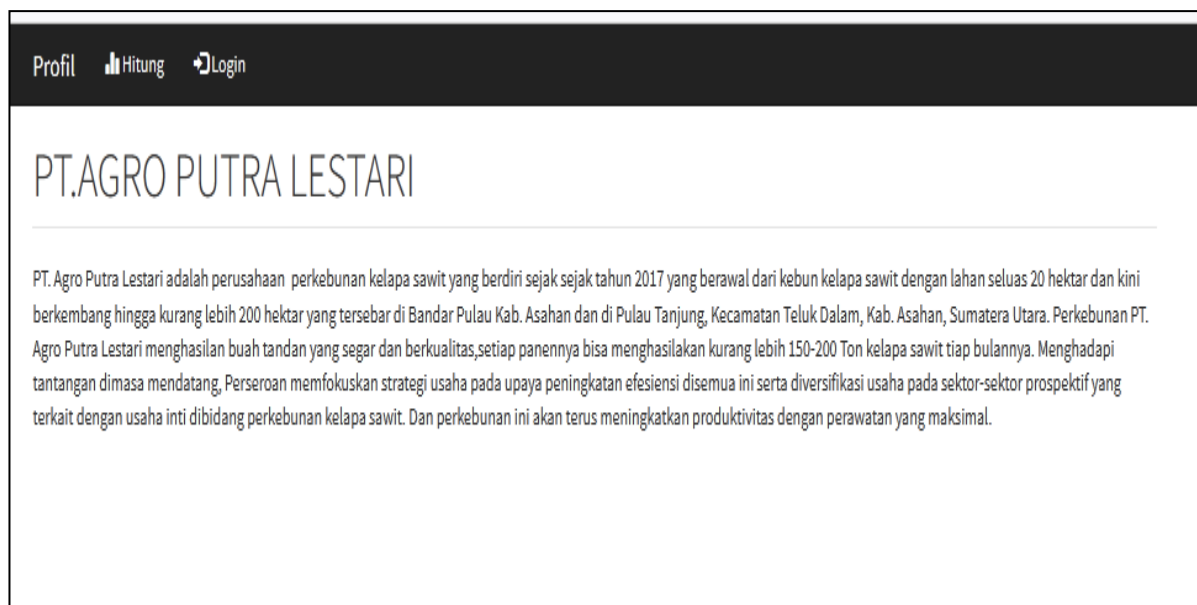 Profil Hitung Login
PT.AGRO PUTRA LESTARI
PT. Agro Putra Lestari adalah perusahaan perkebunan kelapa sawit yang berdiri sejak sejak tahun 2017 yang berawal dari kebun kelapa sawit dengan lahan seluas 20 hektar dan kini
berkembang hingga kurang lebih 200 hektar yang tersebar di Bandar Pulau Kab. Asahan dan di Pulau Tanjung, Kecamatan Teluk Dalam, Kab. Asahan, Sumatera Utara. Perkebunan PT.
Agro Putra Lestari menghasilan buah tandan yang segar dan berkualitas,setiap panennya bisa menghasilakan kurang lebih 150-200 Ton kelapa sawit tiap bulannya. Menghadapi
tantangan dimasa mendatang, Perseroan memfokuskan strategi usaha pada upaya peningkatan efesiensi disemua ini serta diversifikasi usaha pada sektor-sektor prospektif yang
terkait dengan usaha inti dibidang perkebunan kelapa sawit. Dan perkebunan ini akan terus meningkatkan produktivitas dengan perawatan yang maksimal.